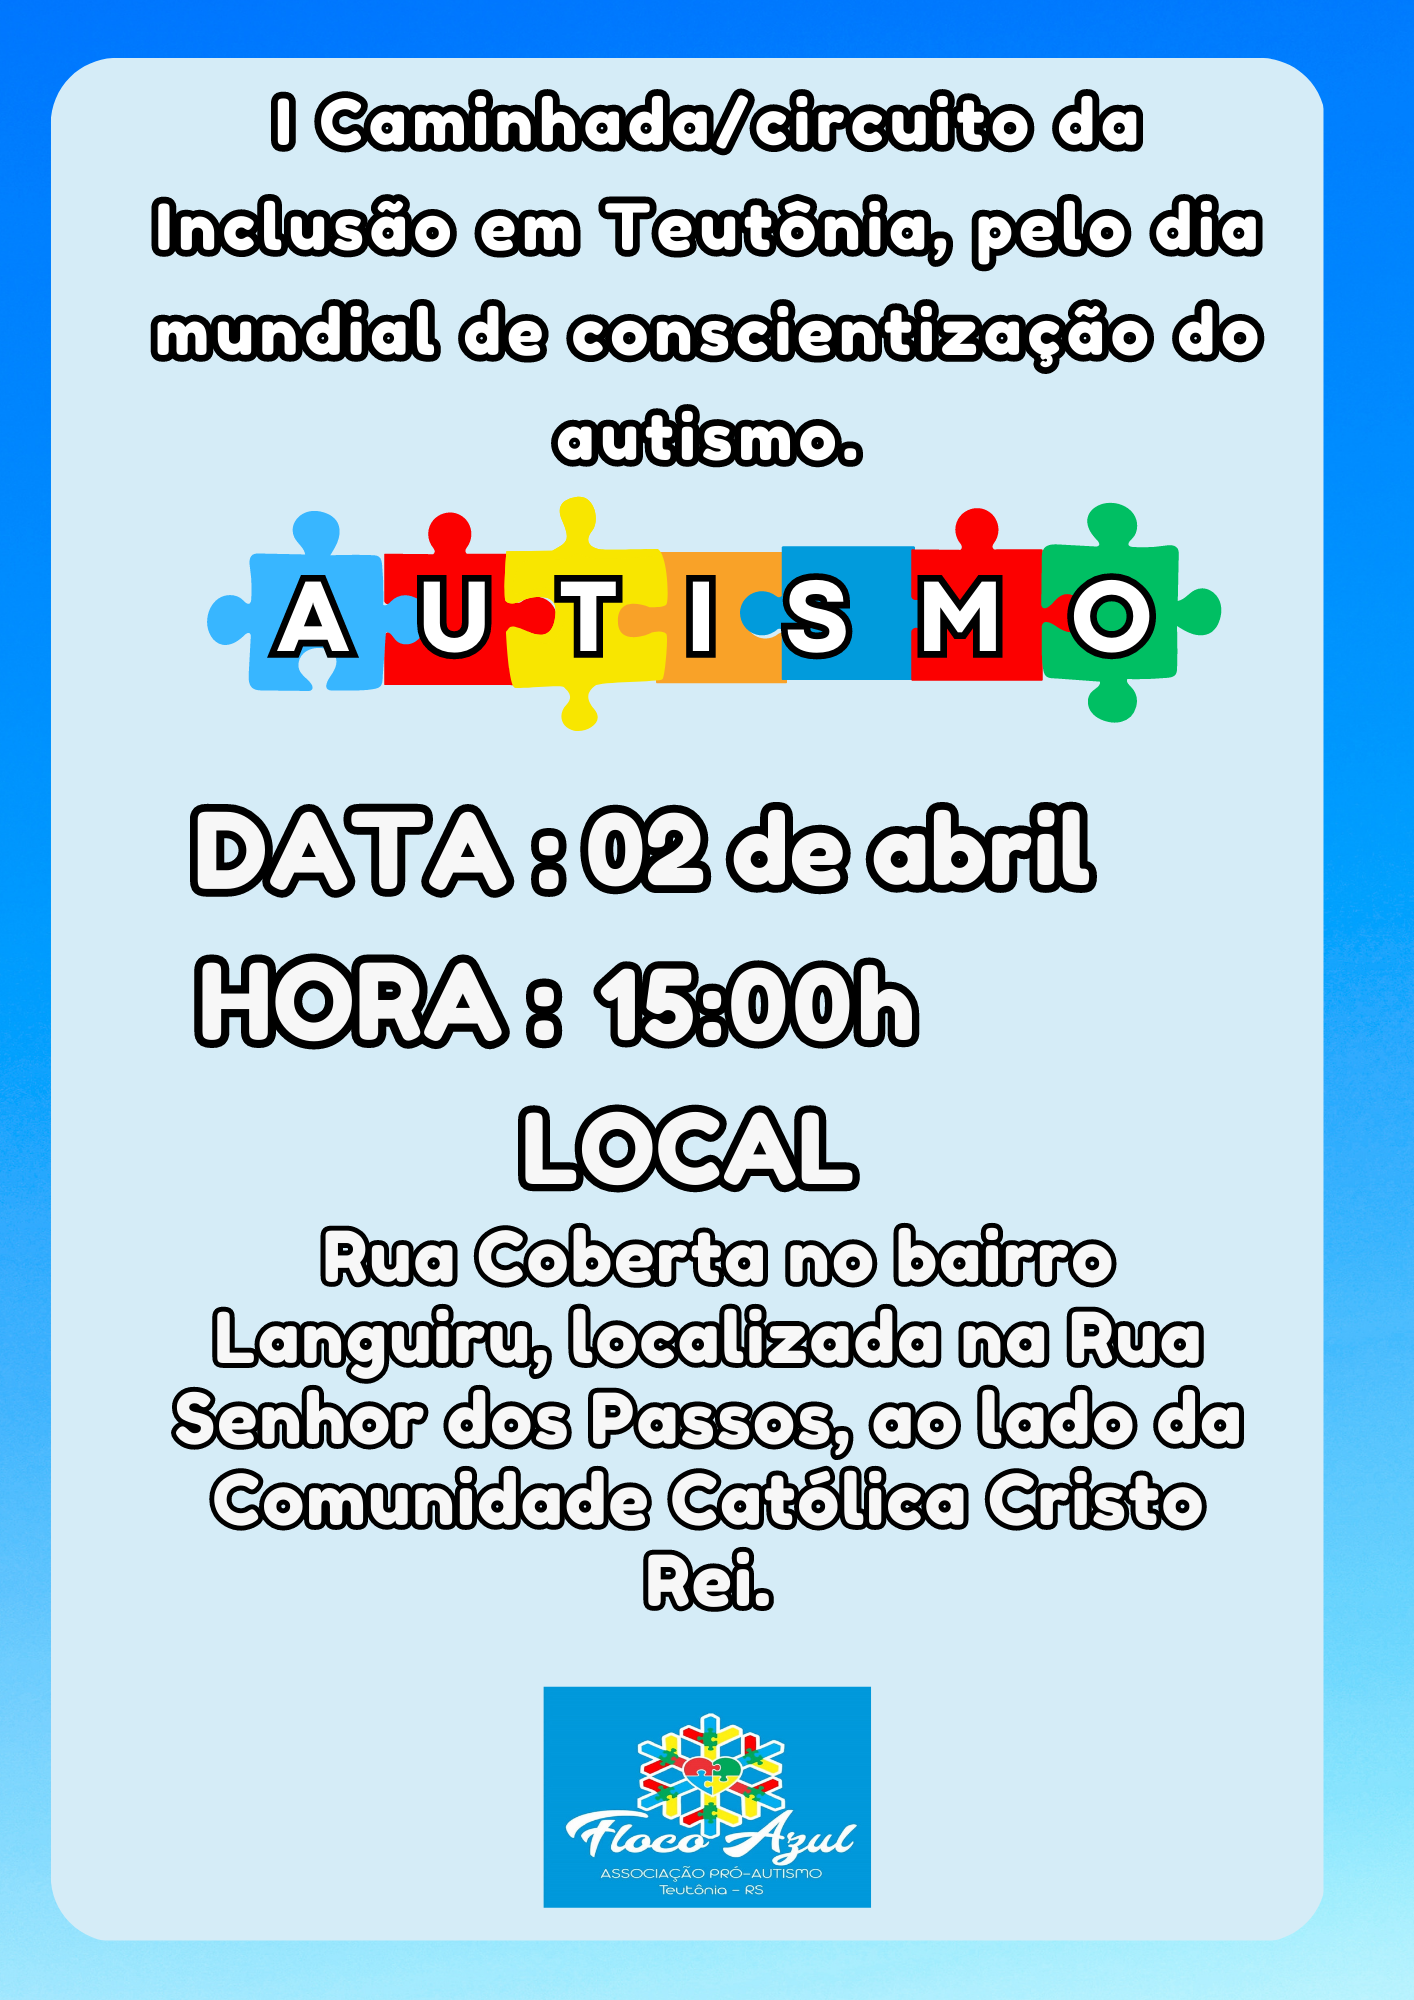 I Caminhada/circuito da
Inclusão em Teutônia, pelo dia
mundial de conscientização do
autismo.
AUTISMO
DATA : 02 de abril
HORA : 15:00h
LOCAL
Rua Coberta no bairro
Languiru, localizada na Rua
Senhor dos Passos, ao lado da
Comunidade Católica Cristo
Rei.
Floco Azul
ASSOCIAÇÃO PRÓ-AUTISMO
Teutônia - RS